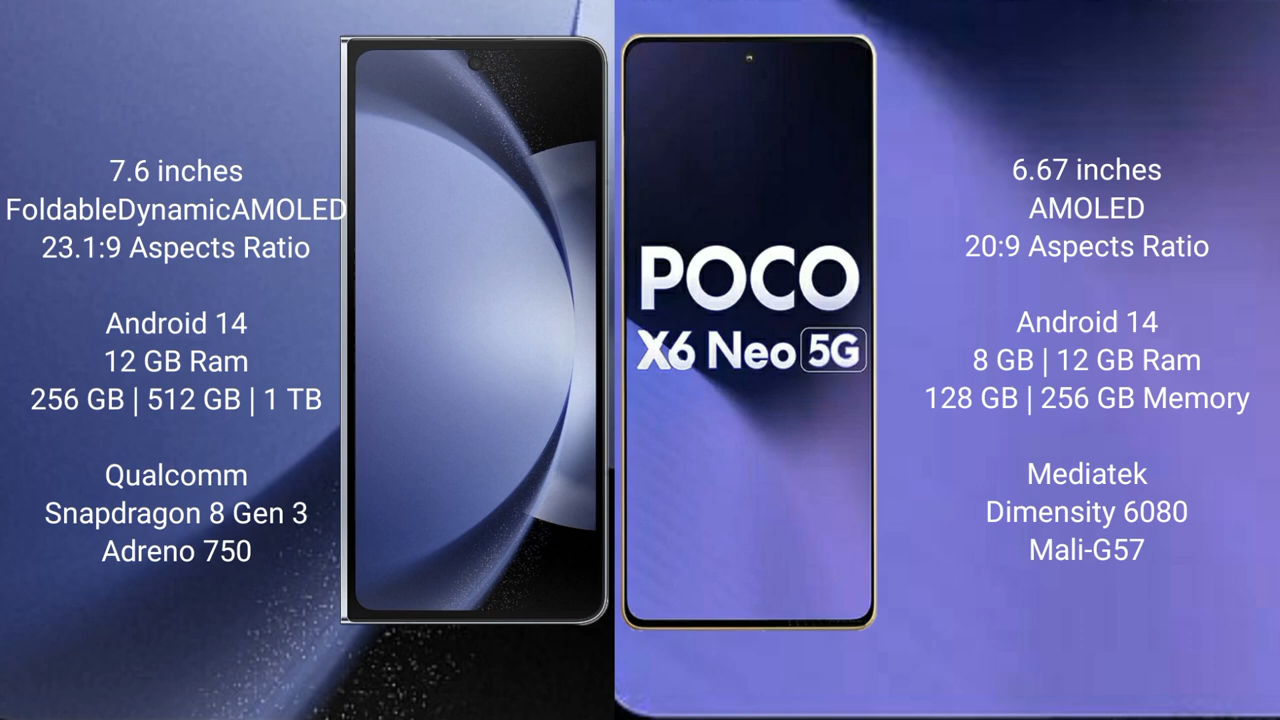 7.6 inches
FoldableDynamicAMOLED
23.1:9 Aspects Ratio
Android 14
12 GB Ram
256 GB | 512 GB | 1 TB
Qualcomm
Snapdragon 8 Gen 3
Adreno 750
POCO
X6 Neo 5G
6.67 inches
AMOLED
20:9 Aspects Ratio
Android 14
8 GB | 12 GB Ram
128 GB | 256 GB Memory
Mediatek
Dimensity 6080
Mali-G57